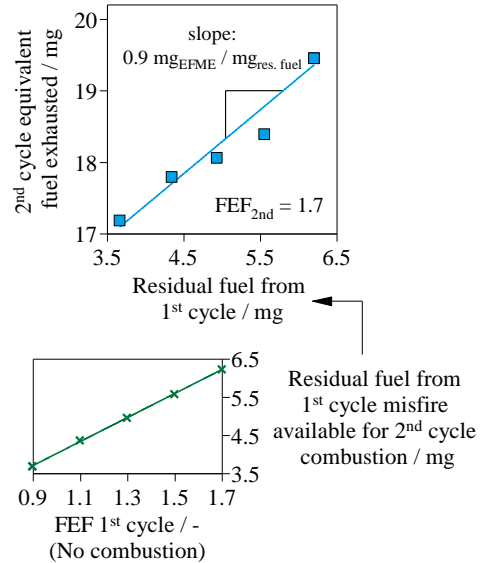 20
19
18
17
2nd cycle equivalent
fuel exhausted / mg
slope:
0.9 mgEFME / mgres. fuel
FEF2nd = 1.7
3.5 4.5 5.5 6.5
Residual fuel from
1st cycle / mg
6.5
5.5
4.5
3.5
0.9 1.1 1.3 1.5 1.7
FEF 1st cycle / -
(No combustion)
Residual fuel from
1st cycle misfire
available for 2nd cycle
combustion / mg